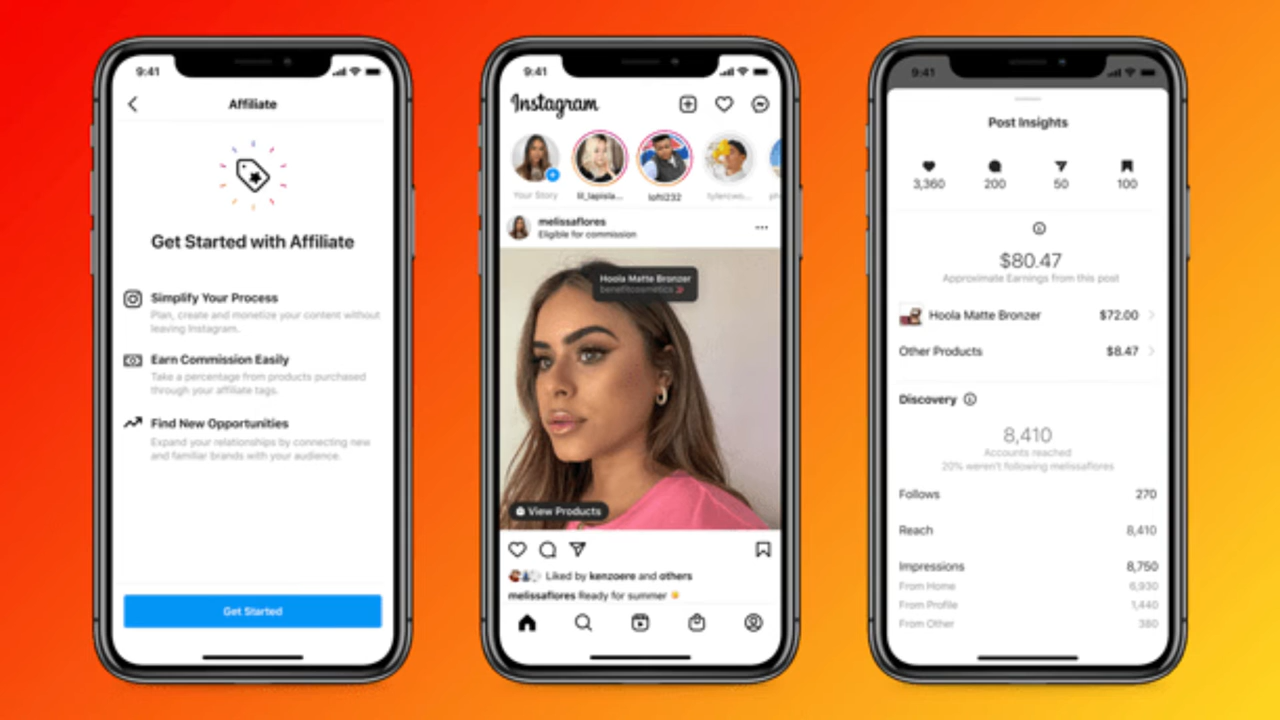 9:41
Affiliate
Get Started with Affiliate
Simplify Your Process
Plan, create and monetize your content without
leaving Instagram.
Earn Commission Easily
Take a percentage from products purchased
through your affiliate tags.
Find New Opportunities
Expand your relationships by connecting new
and familiar brands with your audience.
Get Started
9:41
Instagram
Your Story
lil_lapisla...
lofti232
tylerowo...
melissaflores
Eligible for commission
Hoola Matte Bronzer
benefitcosmetics
View Products
Liked by kenzoere and others
melissaflores Ready for summer
9:41
Post Insights
3,360
200
50
100
$80.47
Approximate Earnings from this post
Hoola Matte Bronzer $72.00
Other Products $8.47
Discovery
8,410
Accounts reached
20% weren't following melissaflores
Follows 270
Reach 8,410
Impressions 8,750
From Home 6,930
From Profile 1,440
From Other 380